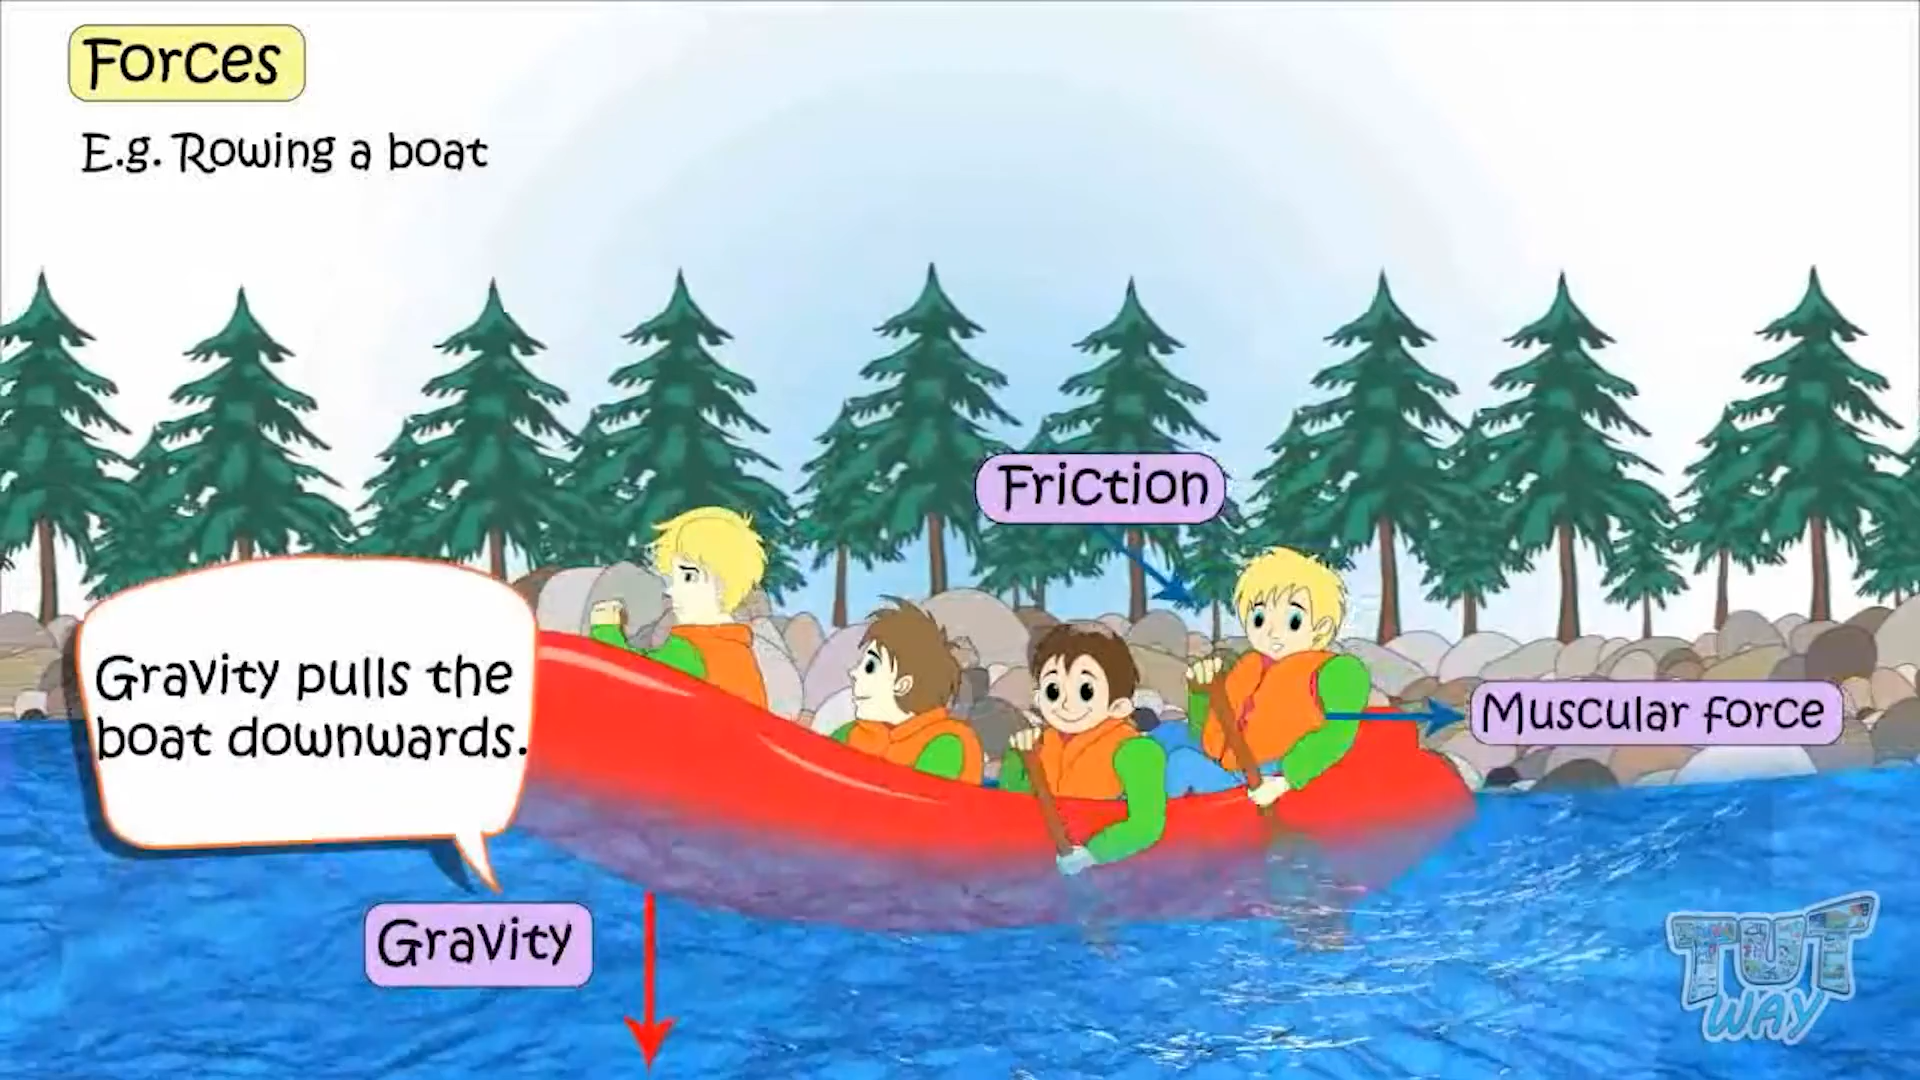 Forces
E.g. Rowing a boat
Friction
Gravity pulls the
boat downwards.
Muscular force
Gravity
TUT
WAY